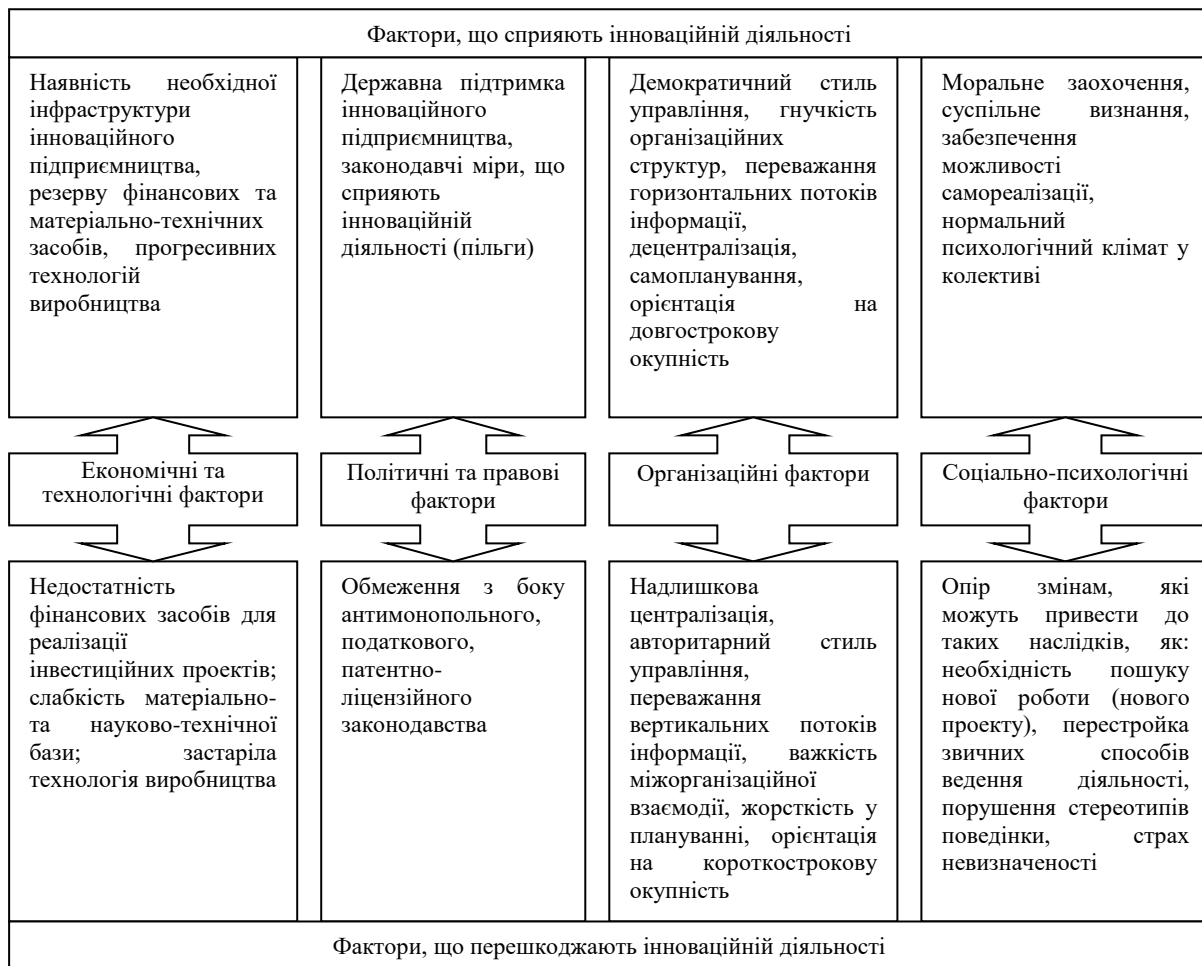 Фактори, що сприяють інноваційній діяльності
Наявність необхідної
інфраструктури
інноваційного
підприємництва,
резерву фінансових та
матеріально-технічних
засобів, прогресивних
технологій
виробництва
Державна підтримка
інноваційного
підприємництва,
законодавчі міри, що
сприяють
інноваційній
діяльності (пільги)
Демократичний стиль
управління, гнучкість
організаційних
структур, переважання
горизонтальних потоків
інформації,
децентралізація,
самопланування,
орієнтація на
довгострокову
окупність
Моральне заохочення,
суспільне визнання,
забезпечення
можливості
самореалізації,
нормальний
психологічний клімат у
колективі
Економічні та
технологічні фактори
Політичні та правові
фактори
Організаційні фактори
Соціально-психологічні
фактори
Недостатність
фінансових засобів для
реалізації
інвестиційних проектів;
слабкість матеріально-
та науково-технічної
бази; застаріла
технологія виробництва
Обмеження з боку
антимонопольного,
податкового,
патентно-
ліцензійного
законодавства
Надлишкова
централізація,
авторитарний стиль
управління,
переважання
вертикальних потоків
інформації, важкість
міжорганізаційної
взаємодії, жорсткість у
плануванні, орієнтація
на короткострокову
окупність
Опір змінам, які
можуть привести до
таких наслідків, як:
необхідність пошуку
нової роботи (нового
проекту), перестройка
звичних способів
ведення діяльності,
порушення стереотипів
поведінки, страх
невизначеності
Фактори, що перешкоджають інноваційній діяльності